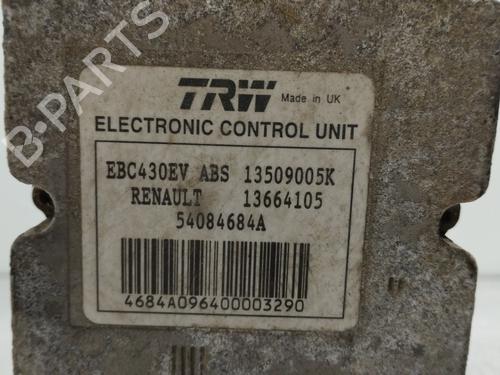 TRW Made in UK
ELECTRONIC CONTROL UNIT
EBC430EV ABS 13509005K
RENAULT 13664105
54084684A
4684A096400003290
B-PARTS